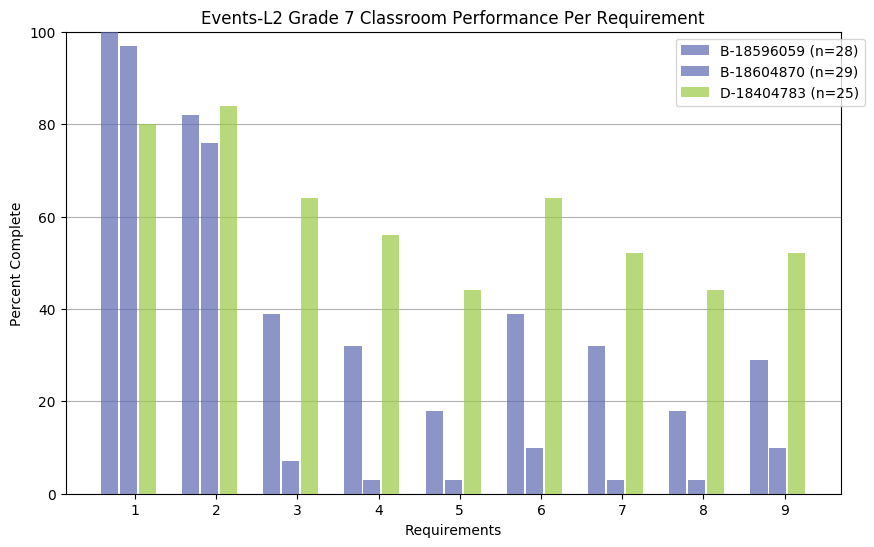 Events-L2 Grade 7 Classroom Performance Per Requirement
B-18596059 (n=28)
B-18604870 (n=29)
D-18404783 (n=25)
Percent Complete
100
80
60
40
20
0
1 2 3 4 5 6 7 8 9
Requirements